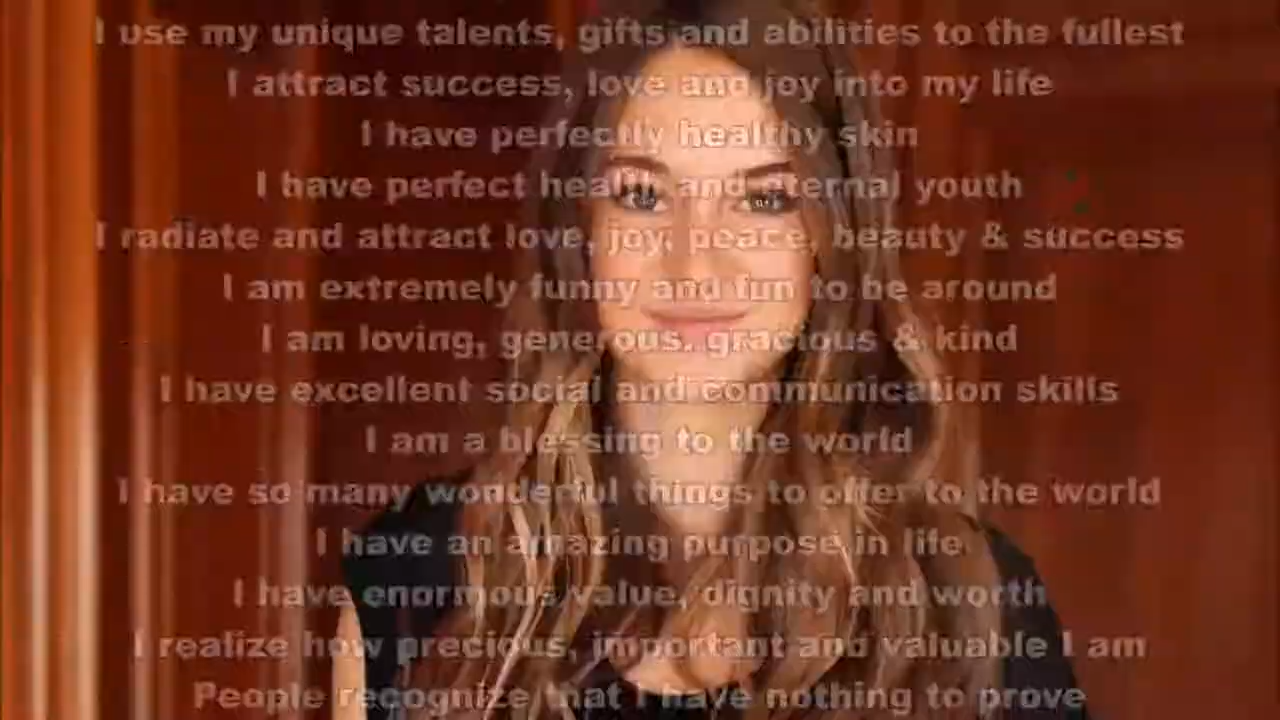 I use my unique talents, gifts and abilities to the fullest
I attract success, love and joy into my life
I have perfectly healthy skin
I have perfect health and eternal youth
I radiate and attract love, joy, peace, beauty & success
I am extremely funny and fun to be around
I am loving, generous, gracious & kind
I have excellent social and communication skills
I am a blessing to the world
I have so many wonderful things to offer to the world
I have an amazing purpose in life
I have enormous value, dignity and worth
I realize how precious, important and valuable I am
People recognize that I have nothing to prove